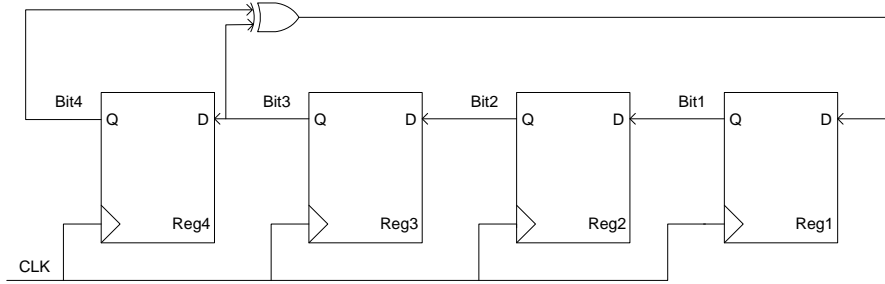 Bit4 Bit3 Bit2 Bit1
Q D Q D Q D Q D
Reg4 Reg3 Reg2 Reg1
CLK